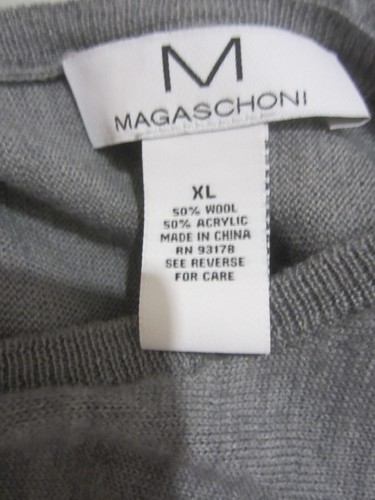 M
MAGASCHONI
XL
50% WOOL
50% ACRYLIC
MADE IN CHINA
RN 93178
SEE REVERSE
FOR CARE